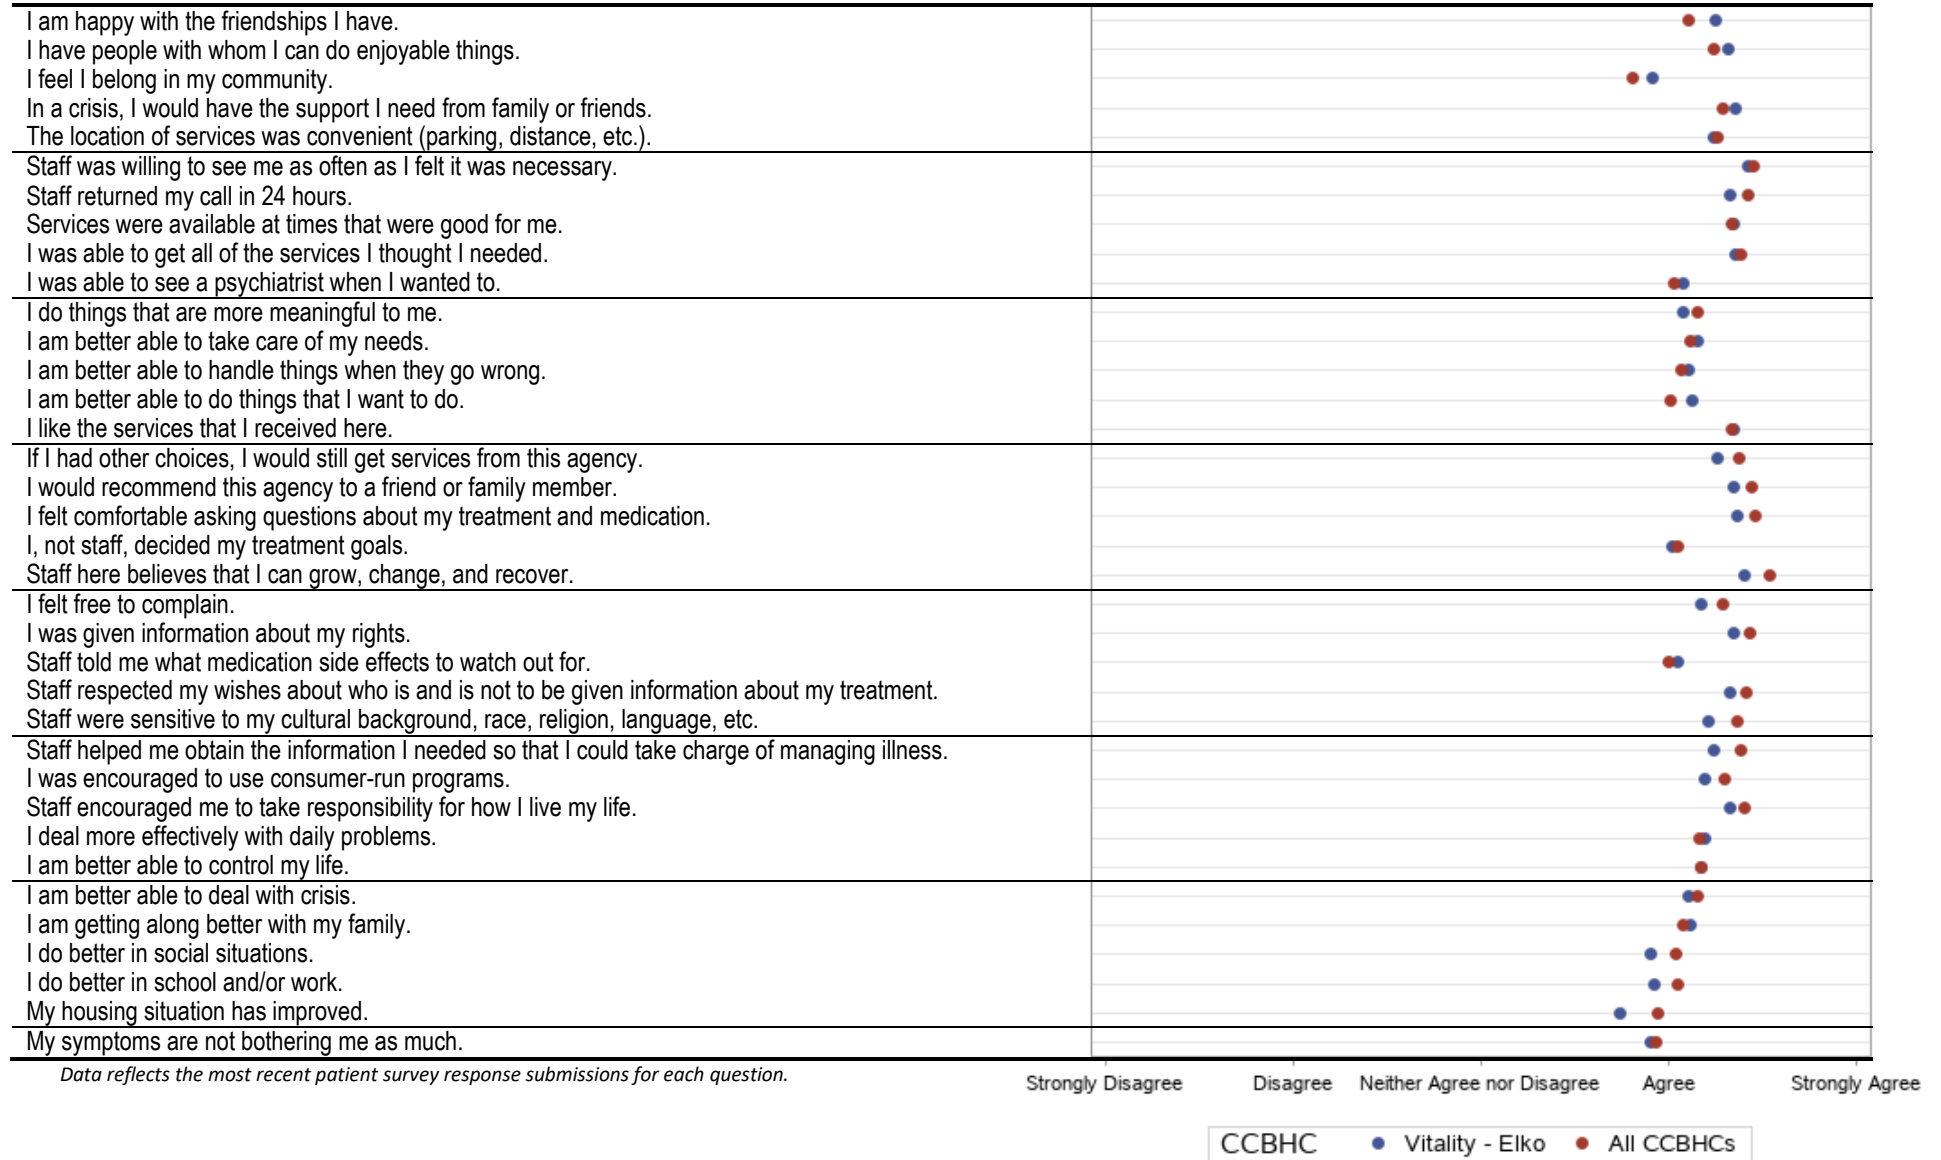 I am happy with the friendships I have.
I have people with whom I can do enjoyable things.
I feel I belong in my community.
In a crisis, I would have the support I need from family or friends.
The location of services was convenient (parking, distance, etc.).
Staff was willing to see me as often as I felt it was necessary.
Staff returned my call in 24 hours.
Services were available at times that were good for me.
I was able to get all of the services I thought I needed.
I was able to see a psychiatrist when I wanted to.
I do things that are more meaningful to me.
I am better able to take care of my needs.
I am better able to handle things when they go wrong.
I am better able to do things that I want to do.
I like the services that I received here.
If I had other choices, I would still get services from this agency.
I would recommend this agency to a friend or family member.
I felt comfortable asking questions about my treatment and medication.
I, not staff, decided my treatment goals.
Staff here believes that I can grow, change, and recover.
I felt free to complain.
I was given information about my rights.
Staff told me what medication side effects to watch out for.
Staff respected my wishes about who is and is not to be given information about my treatment.
Staff were sensitive to my cultural background, race, religion, language, etc.
Staff helped me obtain the information I needed so that I could take charge of managing illness.
I was encouraged to use consumer-run programs.
Staff encouraged me to take responsibility for how I live my life.
I deal more effectively with daily problems.
I am better able to control my life.
I am better able to deal with crisis.
I am getting along better with my family.
I do better in social situations.
I do better in school and/or work.
My housing situation has improved.
My symptoms are not bothering me as much.
Data reflects the most recent patient survey response submissions for each question.
Strongly Disagree Disagree Neither Agree nor Disagree Agree Strongly Agree
CCBHC Vitality - Elko All CCBHCs